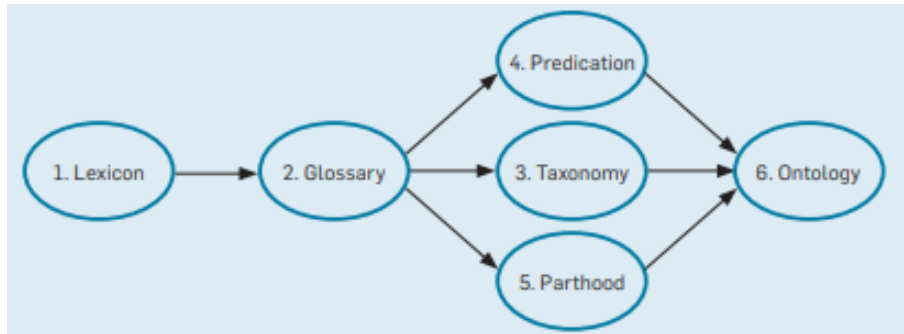 4. Predication
1. Lexicon
2. Glossary
3. Taxonomy
6. Ontology
5. Parthood